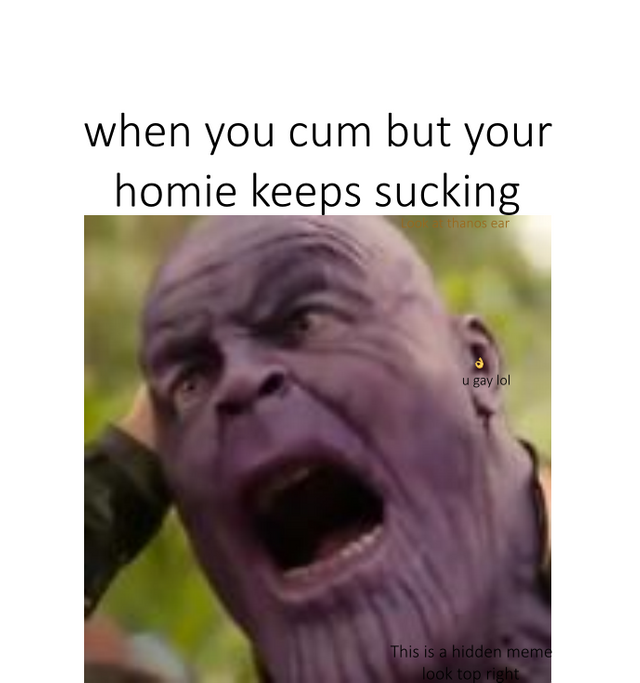 when you cum but your
homie keeps sucking
thanos ear
u gay lol
This is a hidden meme
look top right